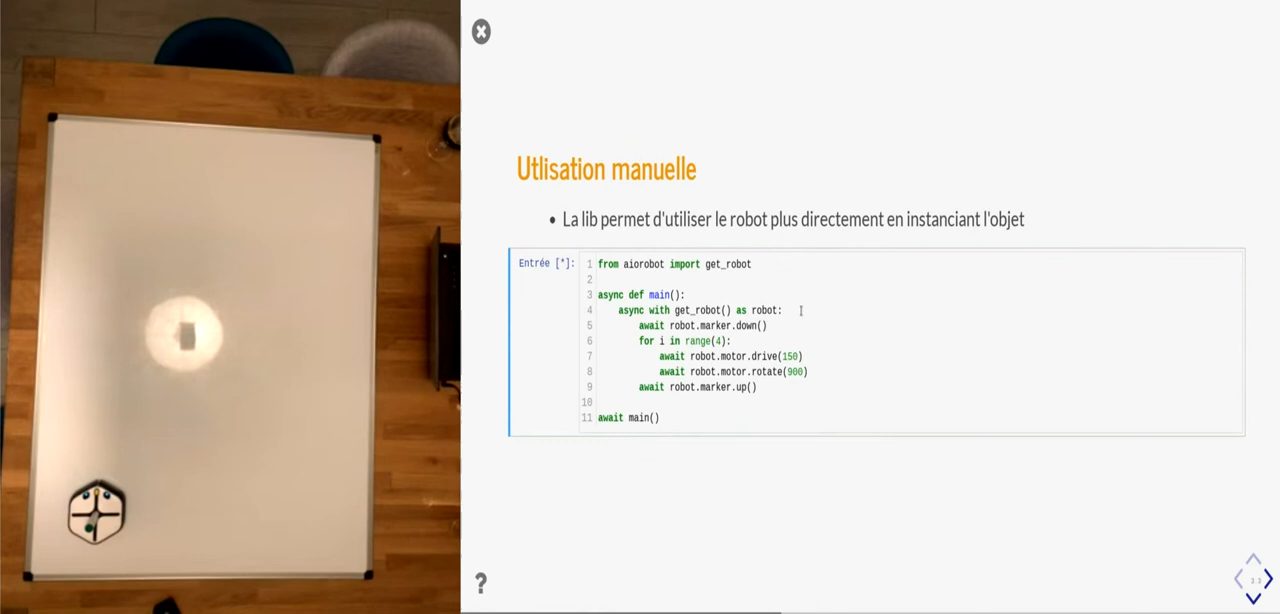 Utlisation manuelle
• La lib permet d'utiliser le robot plus directement en instanciant l'objet
Entrée [*]:
1 from aiorobot import get_robot
2
3 async def main():
4     async with get_robot() as robot:
5         await robot.marker.down()
6         for i in range(4):
7             await robot.motor.drive(150)
8             await robot.motor.rotate(900)
9         await robot.marker.up()
10
11 await main()
?
3.3